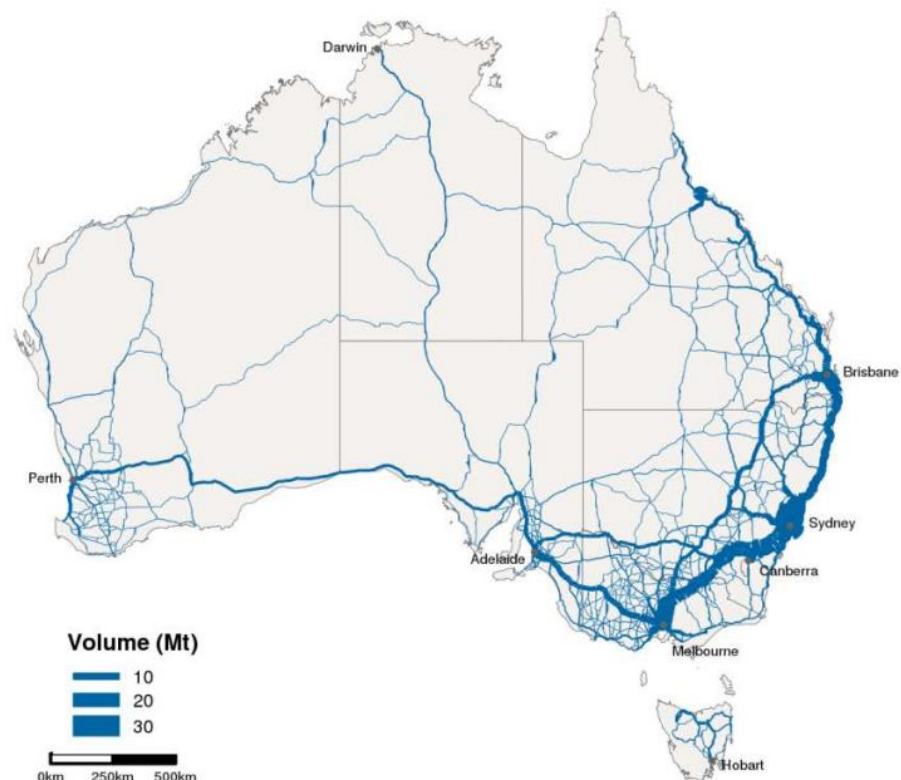 Darwin
Brisbane
Perth
Sydney
Adelaide
Canberra
Melbourne
Volume (Mt)
10
20
30
0km 250km 500km
Hobart